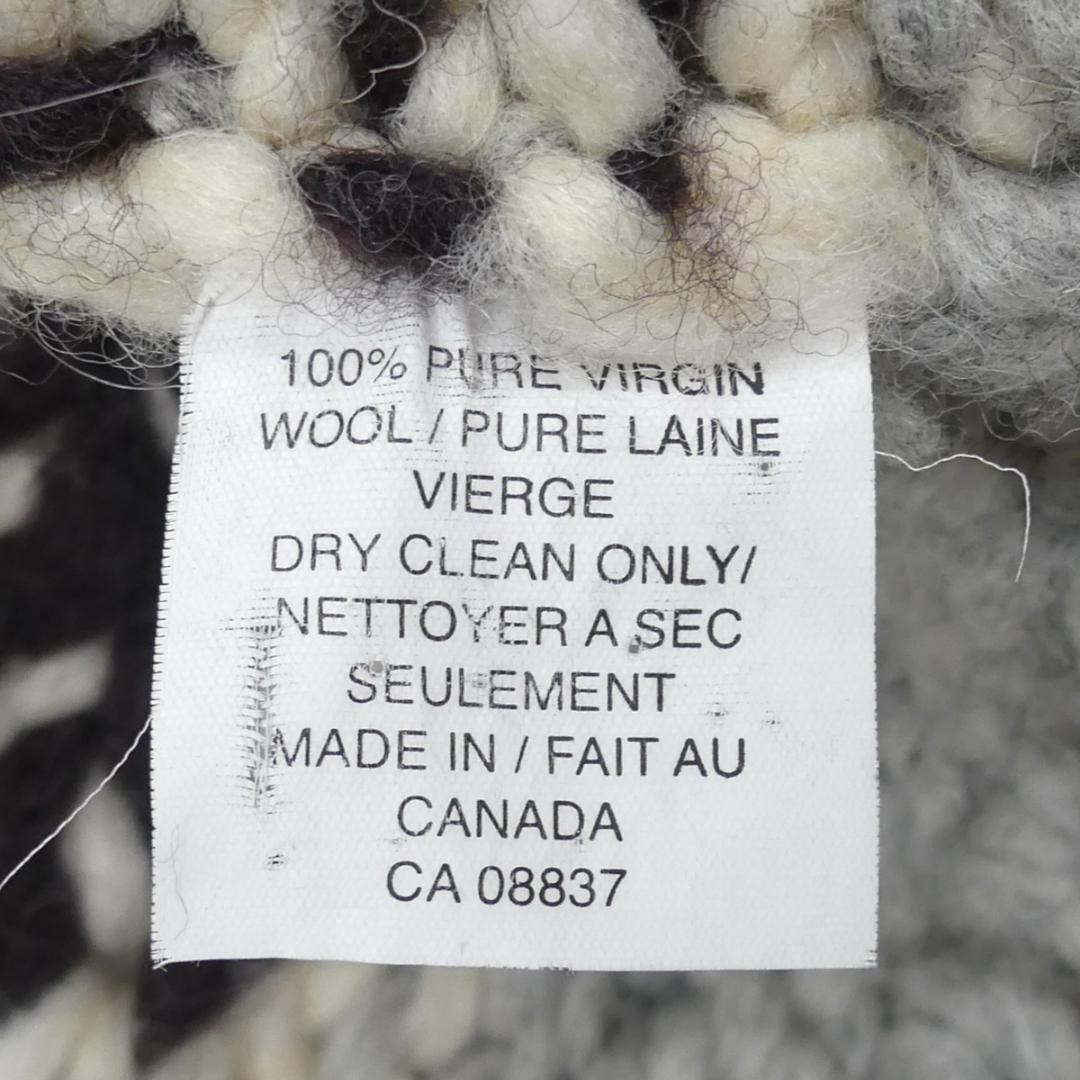 100% PURE VIRGIN
WOOL / PURE LAINE
VIERGE
DRY CLEAN ONLY/
NETTOYER A SEC
SEULEMENT
MADE IN / FAIT AU
CANADA
CA 08837